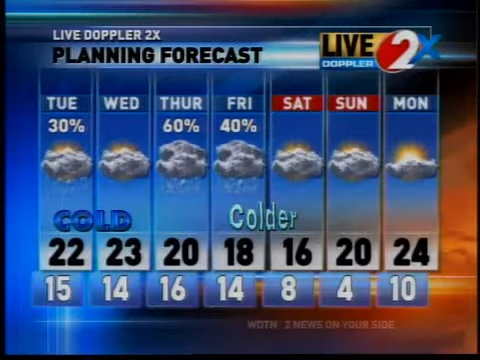 LIVE DOPPLER 2X
PLANNING FORECAST
LIVE 2X
DOPPLER
TUE WED THUR FRI SAT SUN MON
30% 60% 40%
COLD Colder
22 23 20 18 16 20 24
15 14 16 14 8 4 10
WDTN 2 NEWS ON YOUR SIDE